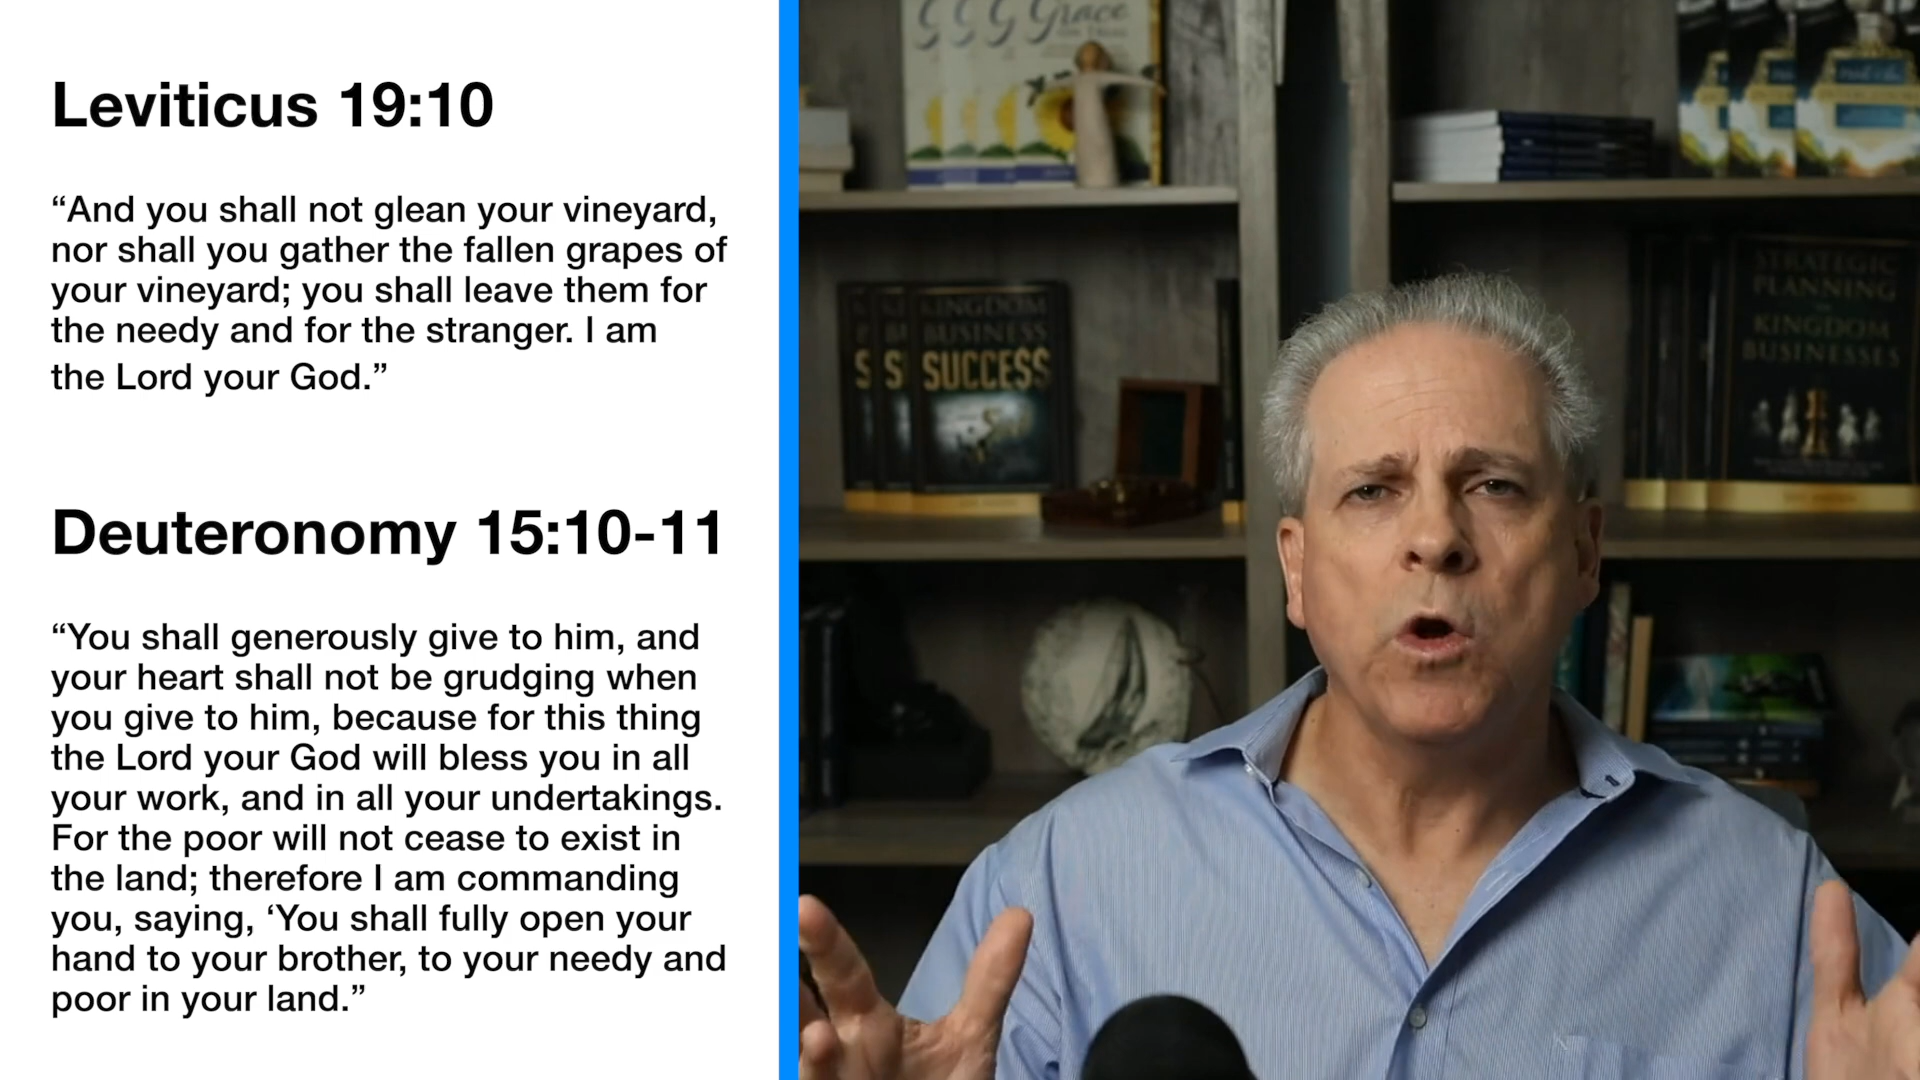 Leviticus 19:10
“And you shall not glean your vineyard,
nor shall you gather the fallen grapes of
your vineyard; you shall leave them for
the needy and for the stranger. I am
the Lord your God.”
Deuteronomy 15:10-11
“You shall generously give to him, and
your heart shall not be grudging when
you give to him, because for this thing
the Lord your God will bless you in all
your work, and in all your undertakings.
For the poor will not cease to exist in
the land; therefore I am commanding
you, saying, ‘You shall fully open your
hand to your brother, to your needy and
poor in your land.”
Grace
KINGDOM
BUSINESS
SUCCESS
STRATEGIC
PLANNING
KINGDOM
BUSINESSES